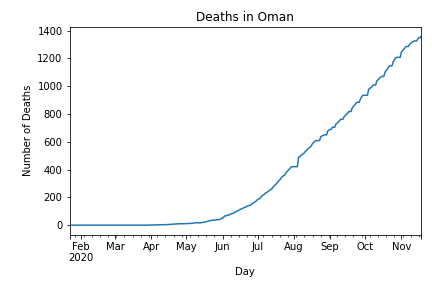 Deaths in Oman
Number of Deaths
1400
1200
1000
800
600
400
200
0
Feb Mar Apr May Jun Jul Aug Sep Oct Nov
2020
Day